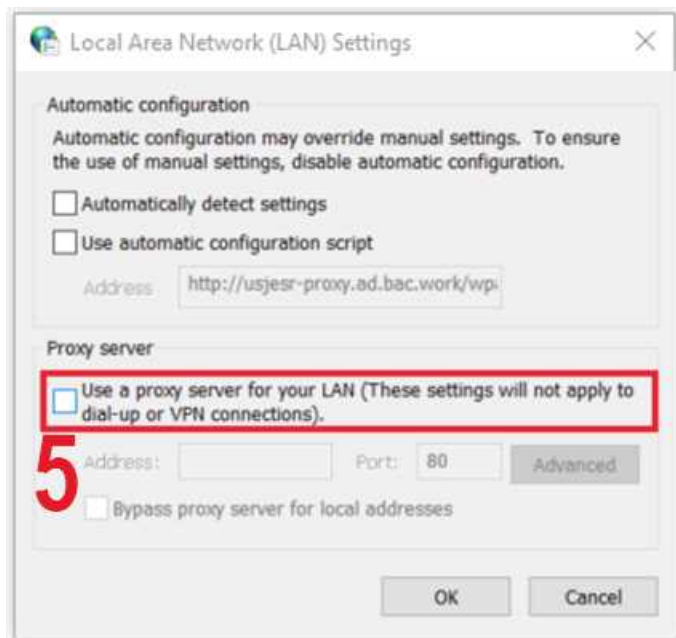 Local Area Network (LAN) Settings
Automatic configuration
Automatic configuration may override manual settings. To ensure
the use of manual settings, disable automatic configuration.
Automatically detect settings
Use automatic configuration script
Address http://usjesr-proxy.ad.bac.work/wp
Proxy server
Use a proxy server for your LAN (These settings will not apply to
dial-up or VPN connections).
5
Address: Port: 80 Advanced
Bypass proxy server for local addresses
OK Cancel